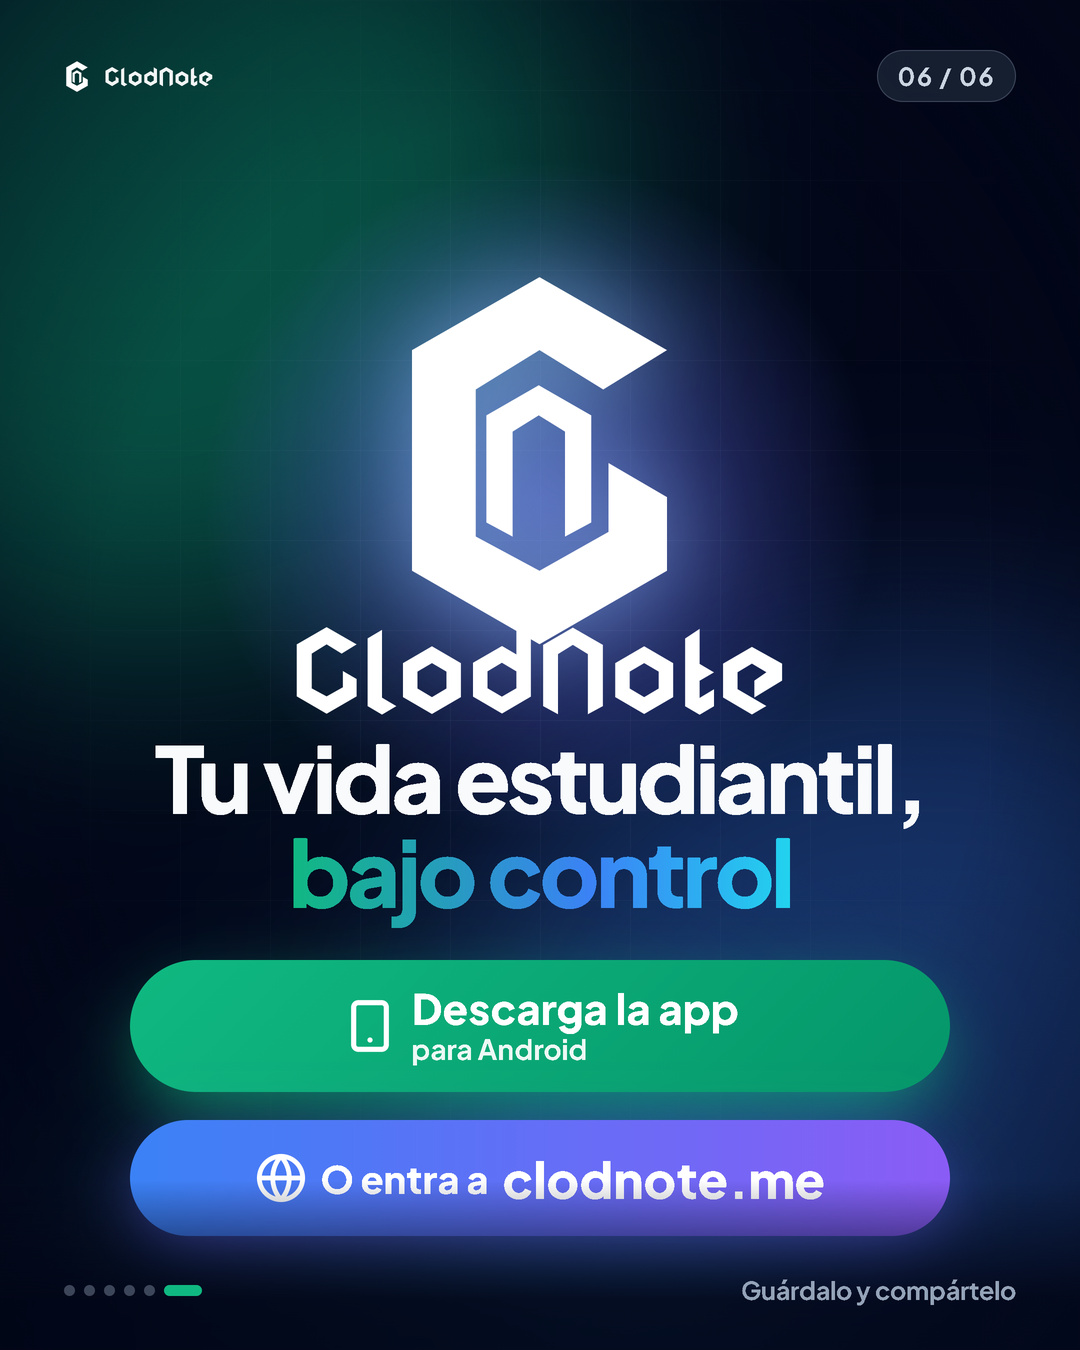 ClodNote
06 / 06
ClodNote
Tu vida estudiantil,
bajo control
Descarga la app
para Android
O entra a clodnote.me
Guárdalo y compártelo